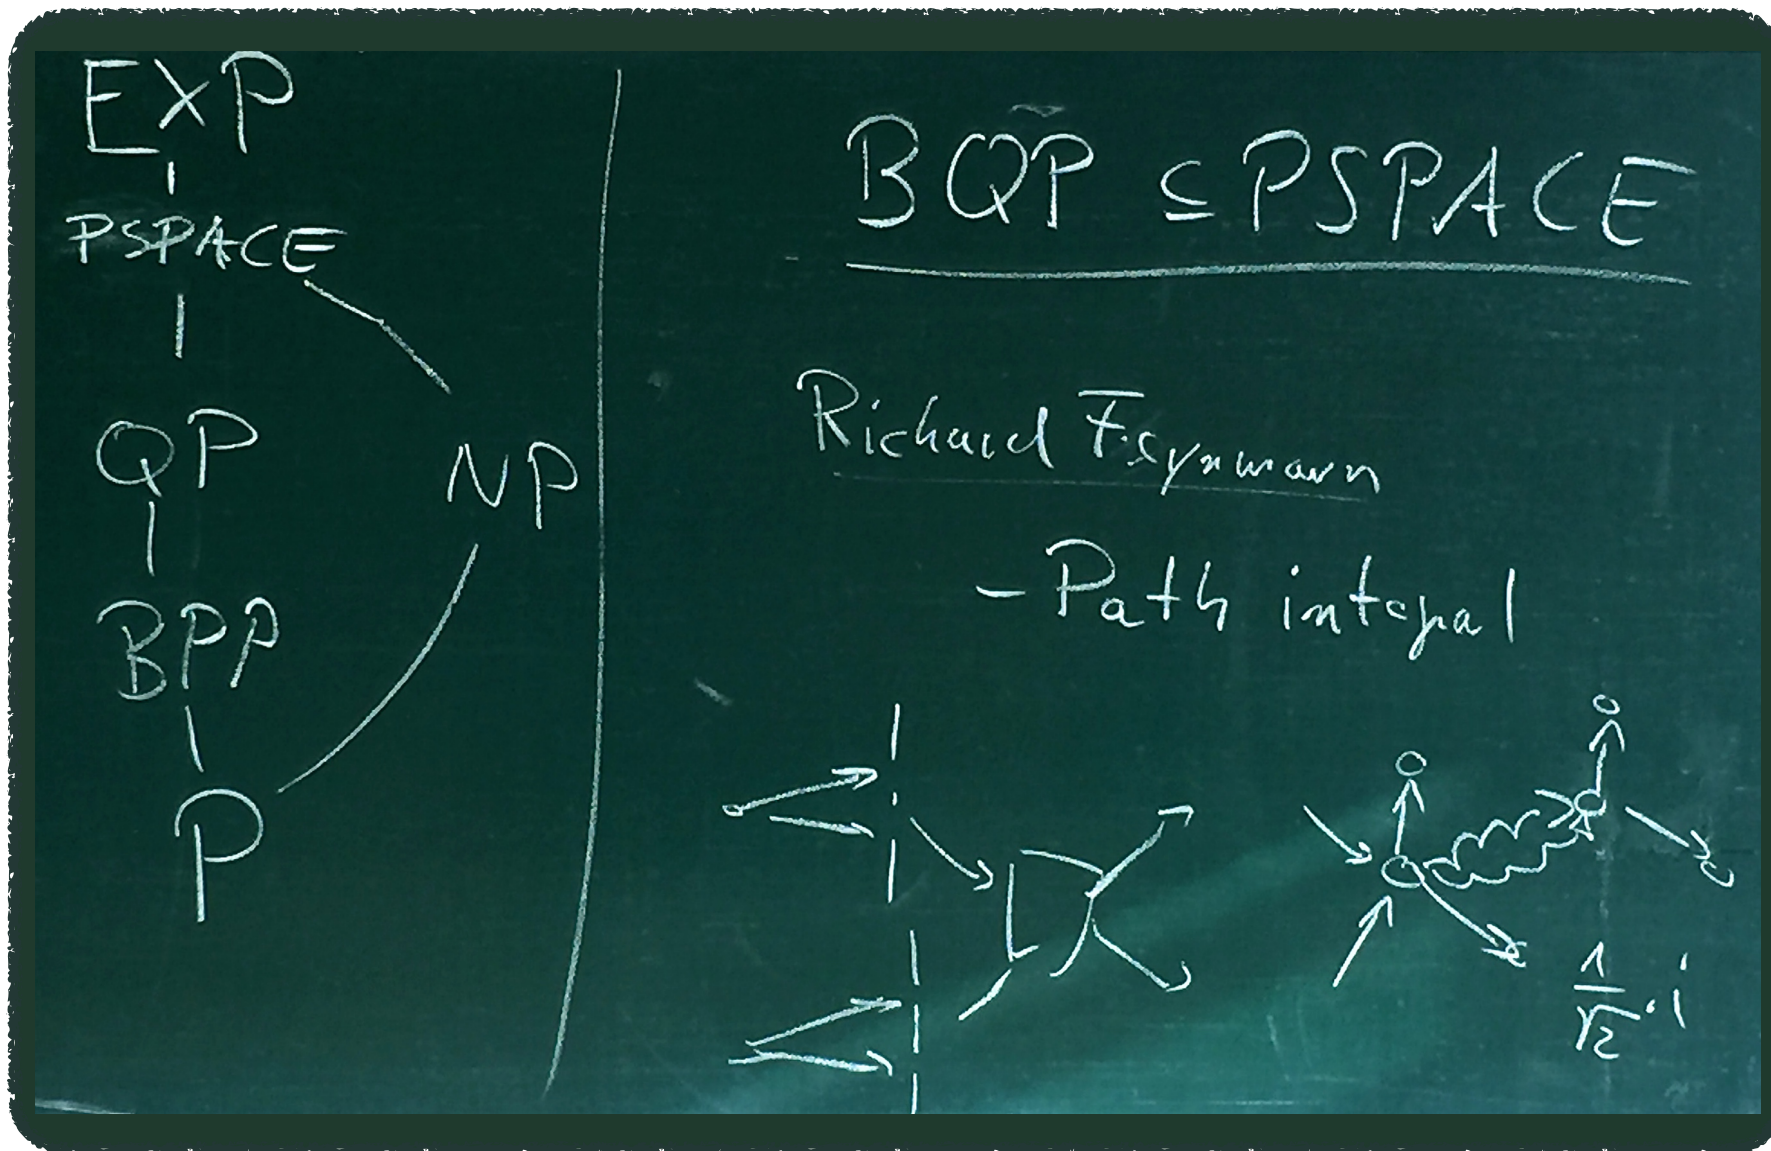 EXP
PSPACE
QP
NP
BPP
P
BQP ⊆ PSPACE
Richard Feynmann
- Path integral
1/√2 · i